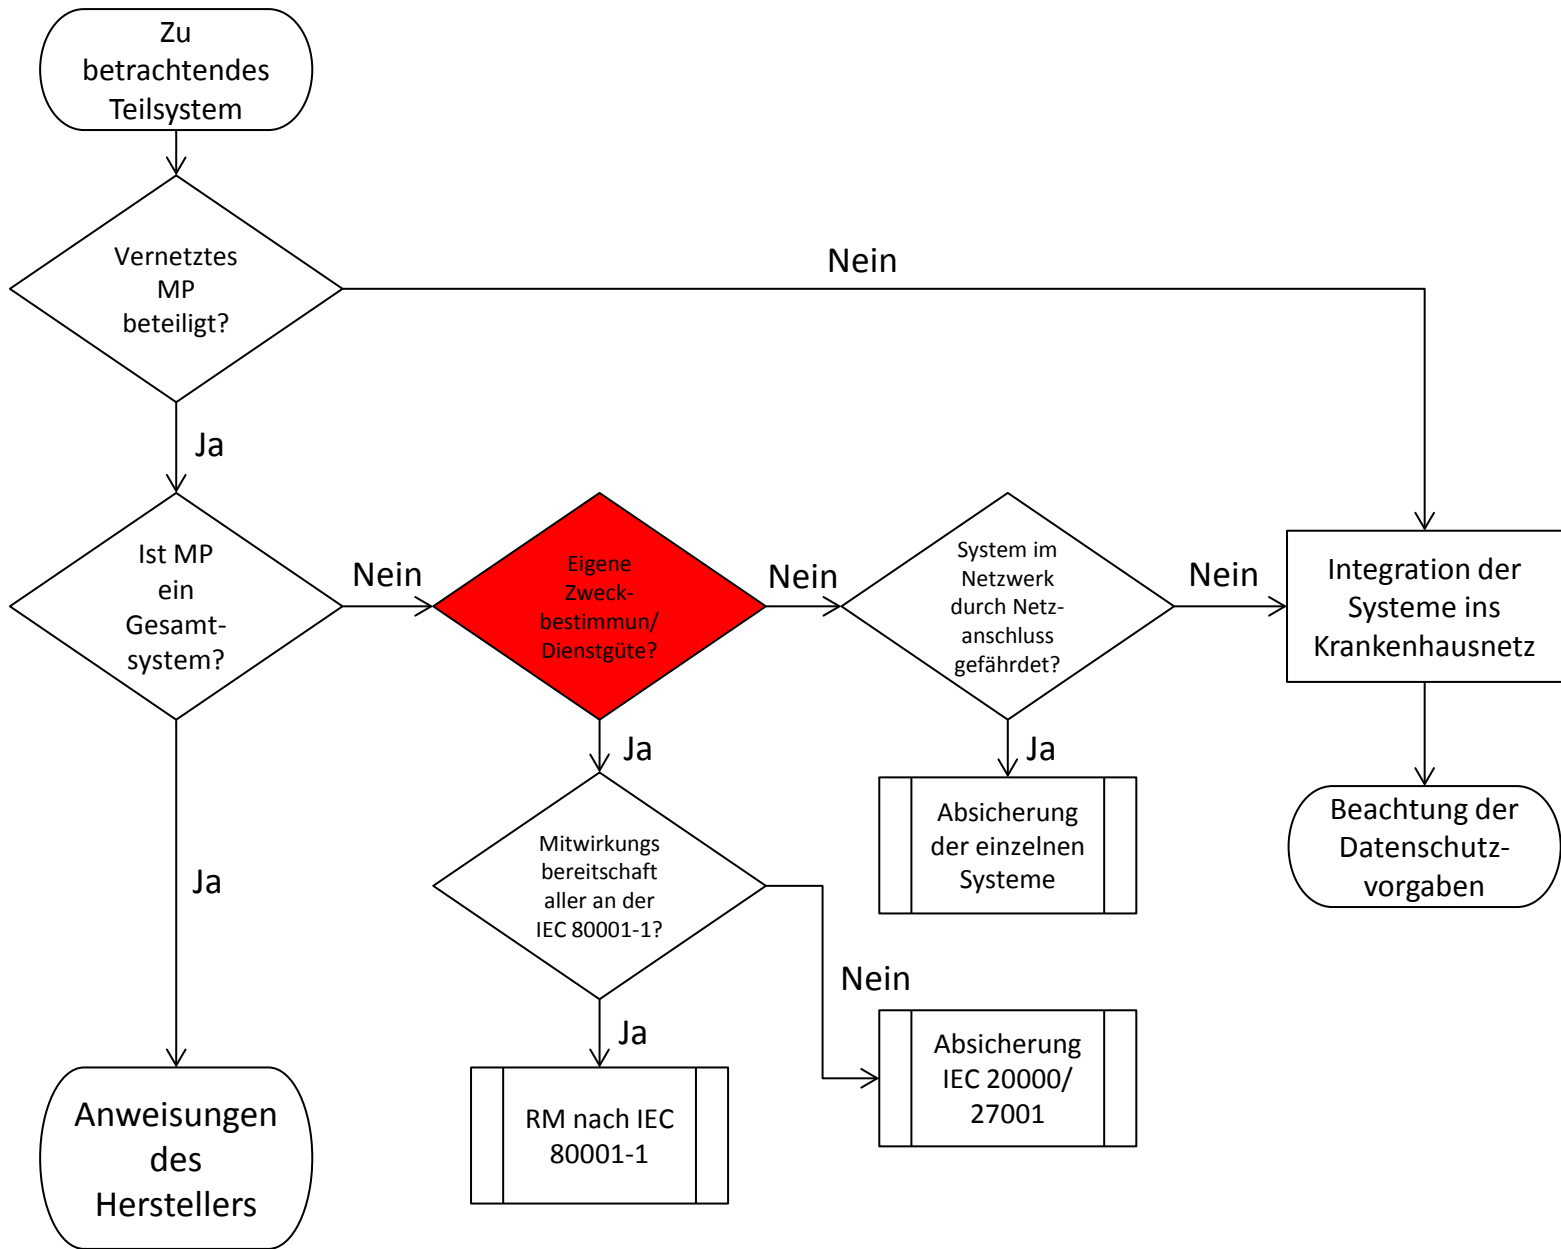 Zu
betrachtendes
Teilsystem
Vernetztes
MP
beteiligt?
Nein
Ja
Ist MP
ein
Gesamt-
system?
Nein
Eigene
Zweck-
bestimmun/
Dienstgüte?
Nein
System im
Netzwerk
durch Netz-
anschluss
gefährdet?
Nein
Integration der
Systeme ins
Krankenhausnetz
Ja
Ja
Ja
Mitwirkungs
bereitschaft
aller an der
IEC 80001-1?
Absicherung
der einzelnen
Systeme
Beachtung der
Datenschutz-
vorgaben
Nein
Ja
Absicherung
IEC 20000/
27001
RM nach IEC
80001-1
Anweisungen
des
Herstellers